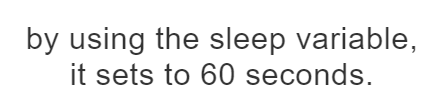 by using the sleep variable,
it sets to 60 seconds.